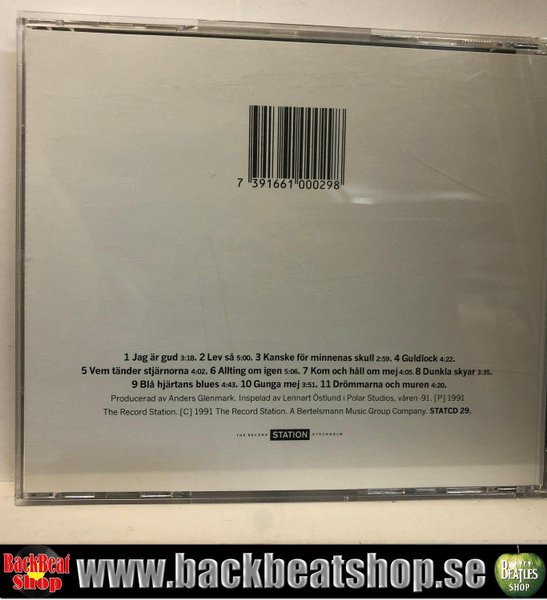 7 391661 000298
1 Jag är gud 3:18. 2 Lev så 5:00. 3 Kanske för minnenas skull 2:59. 4 Guldlock 4:22.
5 Vem tänder stjärnorna 4:02. 6 Allting om igen 5:06. 7 Kom och håll om mej 4:05. 8 Dunkla skyar 3:35.
9 Blå hjärtans blues 4:43. 10 Gunga mej 3:51. 11 Drömmarna och muren 4:20.
Producerad av Anders Glenmark. Inspelad av Lennart Östlund i Polar Studios, våren -91. [P] 1991
The Record Station. [C] 1991 The Record Station. A Bertelsmann Music Group Company. STATCD 29.
THE RECORD STATION STOCKHOLM
BackBeat Shop www.backbeatshop.se BEATLES SHOP